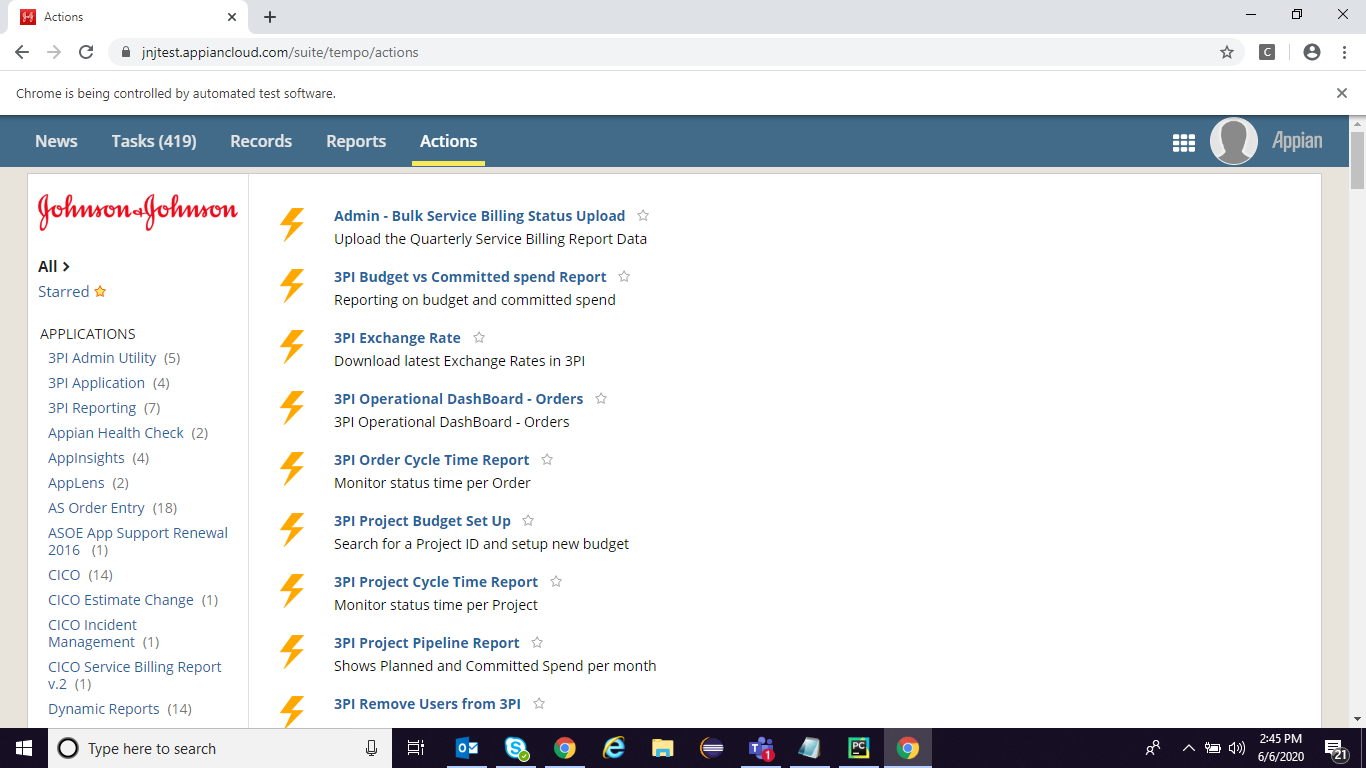 Actions
jnjtest.appiancloud.com/suite/tempo/actions
C
Chrome is being controlled by automated test software.
News Tasks (419) Records Reports Actions
Appian
Johnson & Johnson
All >
Starred
APPLICATIONS
3PI Admin Utility (5)
3PI Application (4)
3PI Reporting (7)
Appian Health Check (2)
AppInsights (4)
AppLens (2)
AS Order Entry (18)
ASOE App Support Renewal
2016 (1)
CICO (14)
CICO Estimate Change (1)
CICO Incident
Management (1)
CICO Service Billing Report
v.2 (1)
Dynamic Reports (14)
Admin - Bulk Service Billing Status Upload
Upload the Quarterly Service Billing Report Data
3PI Budget vs Committed spend Report
Reporting on budget and committed spend
3PI Exchange Rate
Download latest Exchange Rates in 3PI
3PI Operational DashBoard - Orders
3PI Operational DashBoard - Orders
3PI Order Cycle Time Report
Monitor status time per Order
3PI Project Budget Set Up
Search for a Project ID and setup new budget
3PI Project Cycle Time Report
Monitor status time per Project
3PI Project Pipeline Report
Shows Planned and Committed Spend per month
3PI Remove Users from 3PI
Type here to search
1
PC
2:45 PM
6/6/2020
21